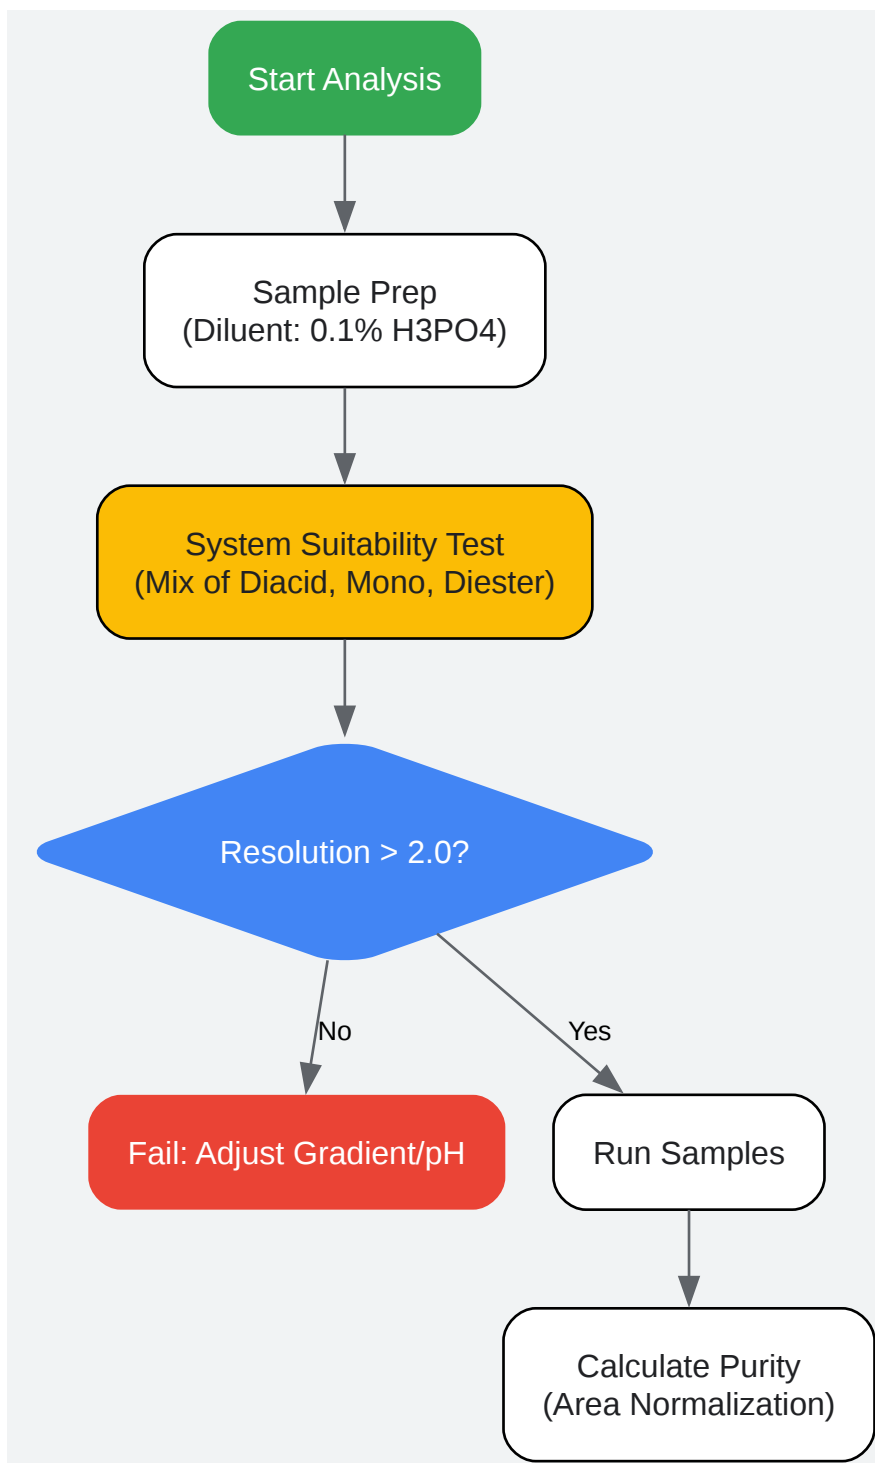 Start Analysis
Sample Prep
(Diluent: 0.1% H3PO4)
System Suitability Test
(Mix of Diacid, Mono, Diester)
Resolution > 2.0?
No
Yes
Fail: Adjust Gradient/pH
Run Samples
Calculate Purity
(Area Normalization)